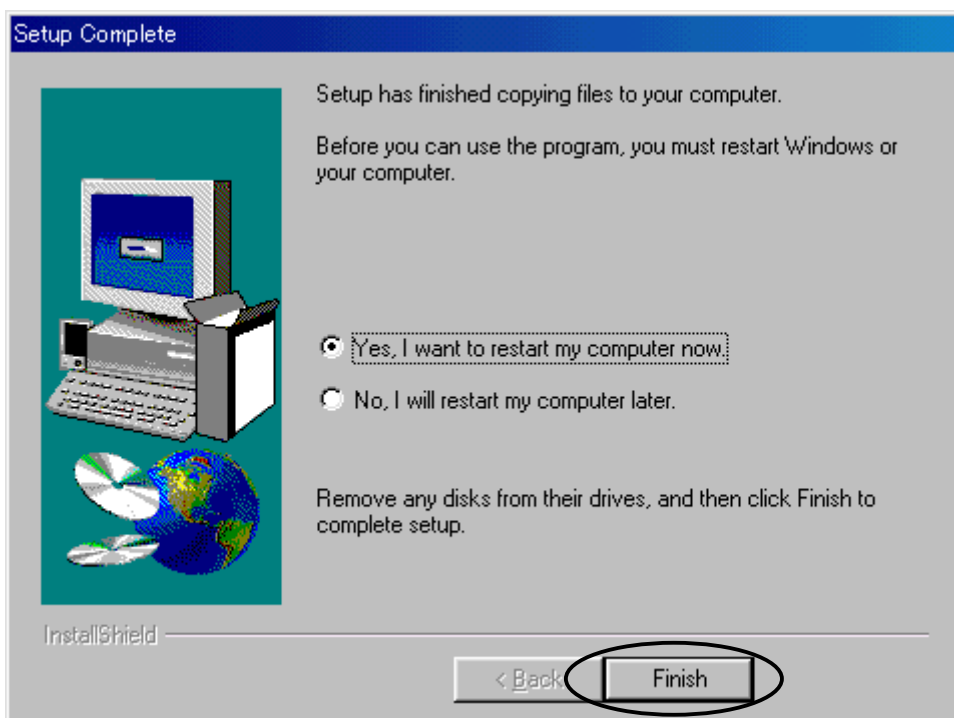 Setup Complete
Setup has finished copying files to your computer.
Before you can use the program, you must restart Windows or
your computer.
Yes, I want to restart my computer now.
No, I will restart my computer later.
Remove any disks from their drives, and then click Finish to
complete setup.
InstallShield
< Back
Finish